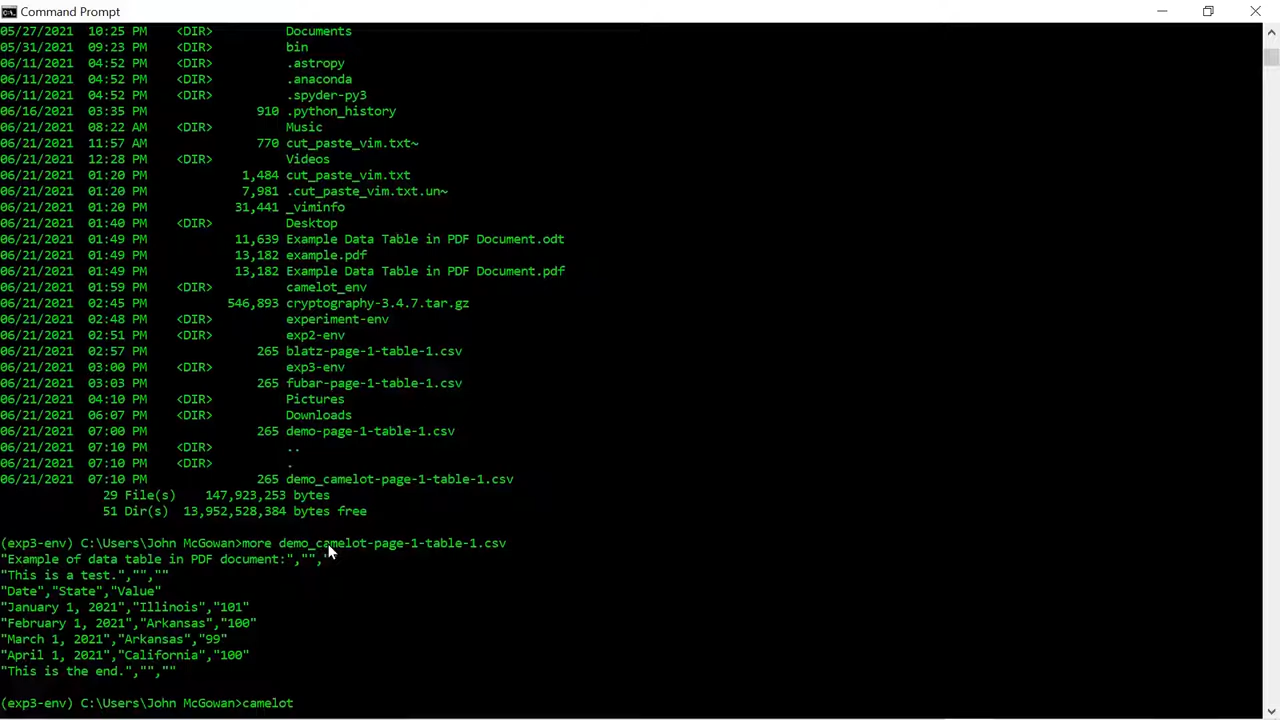 Command Prompt
05/27/2021  10:25 PM    <DIR>          Documents
05/31/2021  09:23 PM    <DIR>          bin
06/11/2021  04:52 PM    <DIR>          .astropy
06/11/2021  04:52 PM    <DIR>          .anaconda
06/11/2021  04:52 PM    <DIR>          .spyder-py3
06/16/2021  03:35 PM               910 .python_history
06/21/2021  08:22 AM    <DIR>          Music
06/21/2021  11:57 AM               770 cut_paste_vim.txt~
06/21/2021  12:28 PM    <DIR>          Videos
06/21/2021  01:20 PM             1,484 cut_paste_vim.txt
06/21/2021  01:20 PM             7,981 .cut_paste_vim.txt.un~
06/21/2021  01:20 PM            31,441 _viminfo
06/21/2021  01:40 PM    <DIR>          Desktop
06/21/2021  01:49 PM            11,639 Example Data Table in PDF Document.odt
06/21/2021  01:49 PM            13,182 example.pdf
06/21/2021  01:49 PM            13,182 Example Data Table in PDF Document.pdf
06/21/2021  01:59 PM    <DIR>          camelot_env
06/21/2021  02:45 PM           546,893 cryptography-3.4.7.tar.gz
06/21/2021  02:48 PM    <DIR>          experiment-env
06/21/2021  02:51 PM    <DIR>          exp2-env
06/21/2021  02:57 PM               265 blatz-page-1-table-1.csv
06/21/2021  03:00 PM    <DIR>          exp3-env
06/21/2021  03:03 PM               265 fubar-page-1-table-1.csv
06/21/2021  04:10 PM    <DIR>          Pictures
06/21/2021  06:07 PM    <DIR>          Downloads
06/21/2021  07:00 PM               265 demo-page-1-table-1.csv
06/21/2021  07:10 PM    <DIR>          ..
06/21/2021  07:10 PM    <DIR>          .
06/21/2021  07:10 PM               265 demo_camelot-page-1-table-1.csv
29 File(s)    147,923,253 bytes
51 Dir(s)  13,952,528,384 bytes free
(exp3-env) C:\Users\John McGowan>more demo_camelot-page-1-table-1.csv
"Example of data table in PDF document:","","
"This is a test.","",""
"Date","State","Value"
"January 1, 2021","Illinois","101"
"February 1, 2021","Arkansas","100"
"March 1, 2021","Arkansas","99"
"April 1, 2021","California","100"
"This is the end.","",""
(exp3-env) C:\Users\John McGowan>camelot